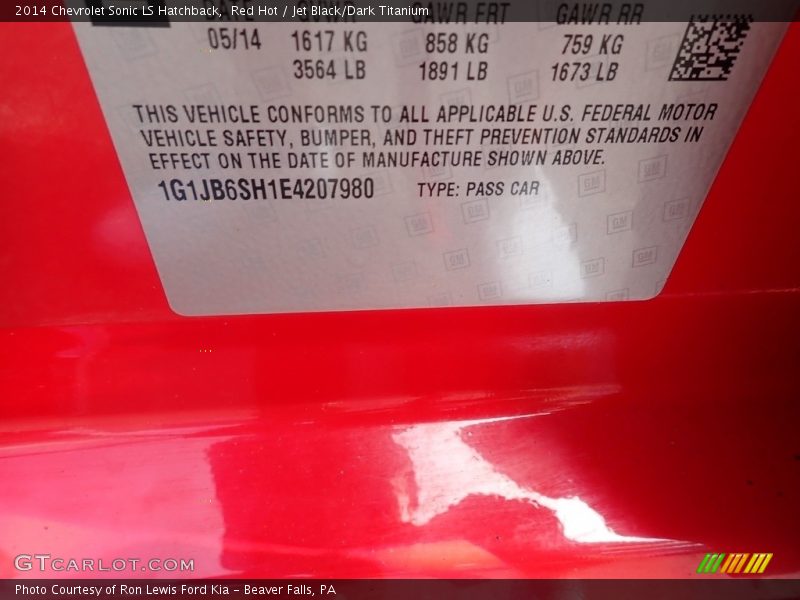 2014 Chevrolet Sonic LS Hatchback, Red Hot / Jet Black/Dark Titanium
DATE GVWR GAWR FRT GAWR RR
05/14 1617 KG 858 KG 759 KG
3564 LB 1891 LB 1673 LB
THIS VEHICLE CONFORMS TO ALL APPLICABLE U.S. FEDERAL MOTOR
VEHICLE SAFETY, BUMPER, AND THEFT PREVENTION STANDARDS IN
EFFECT ON THE DATE OF MANUFACTURE SHOWN ABOVE.
1G1JB6SH1E4207980 TYPE: PASS CAR
GTCARLOT.COM
Photo Courtesy of Ron Lewis Ford Kia - Beaver Falls, PA